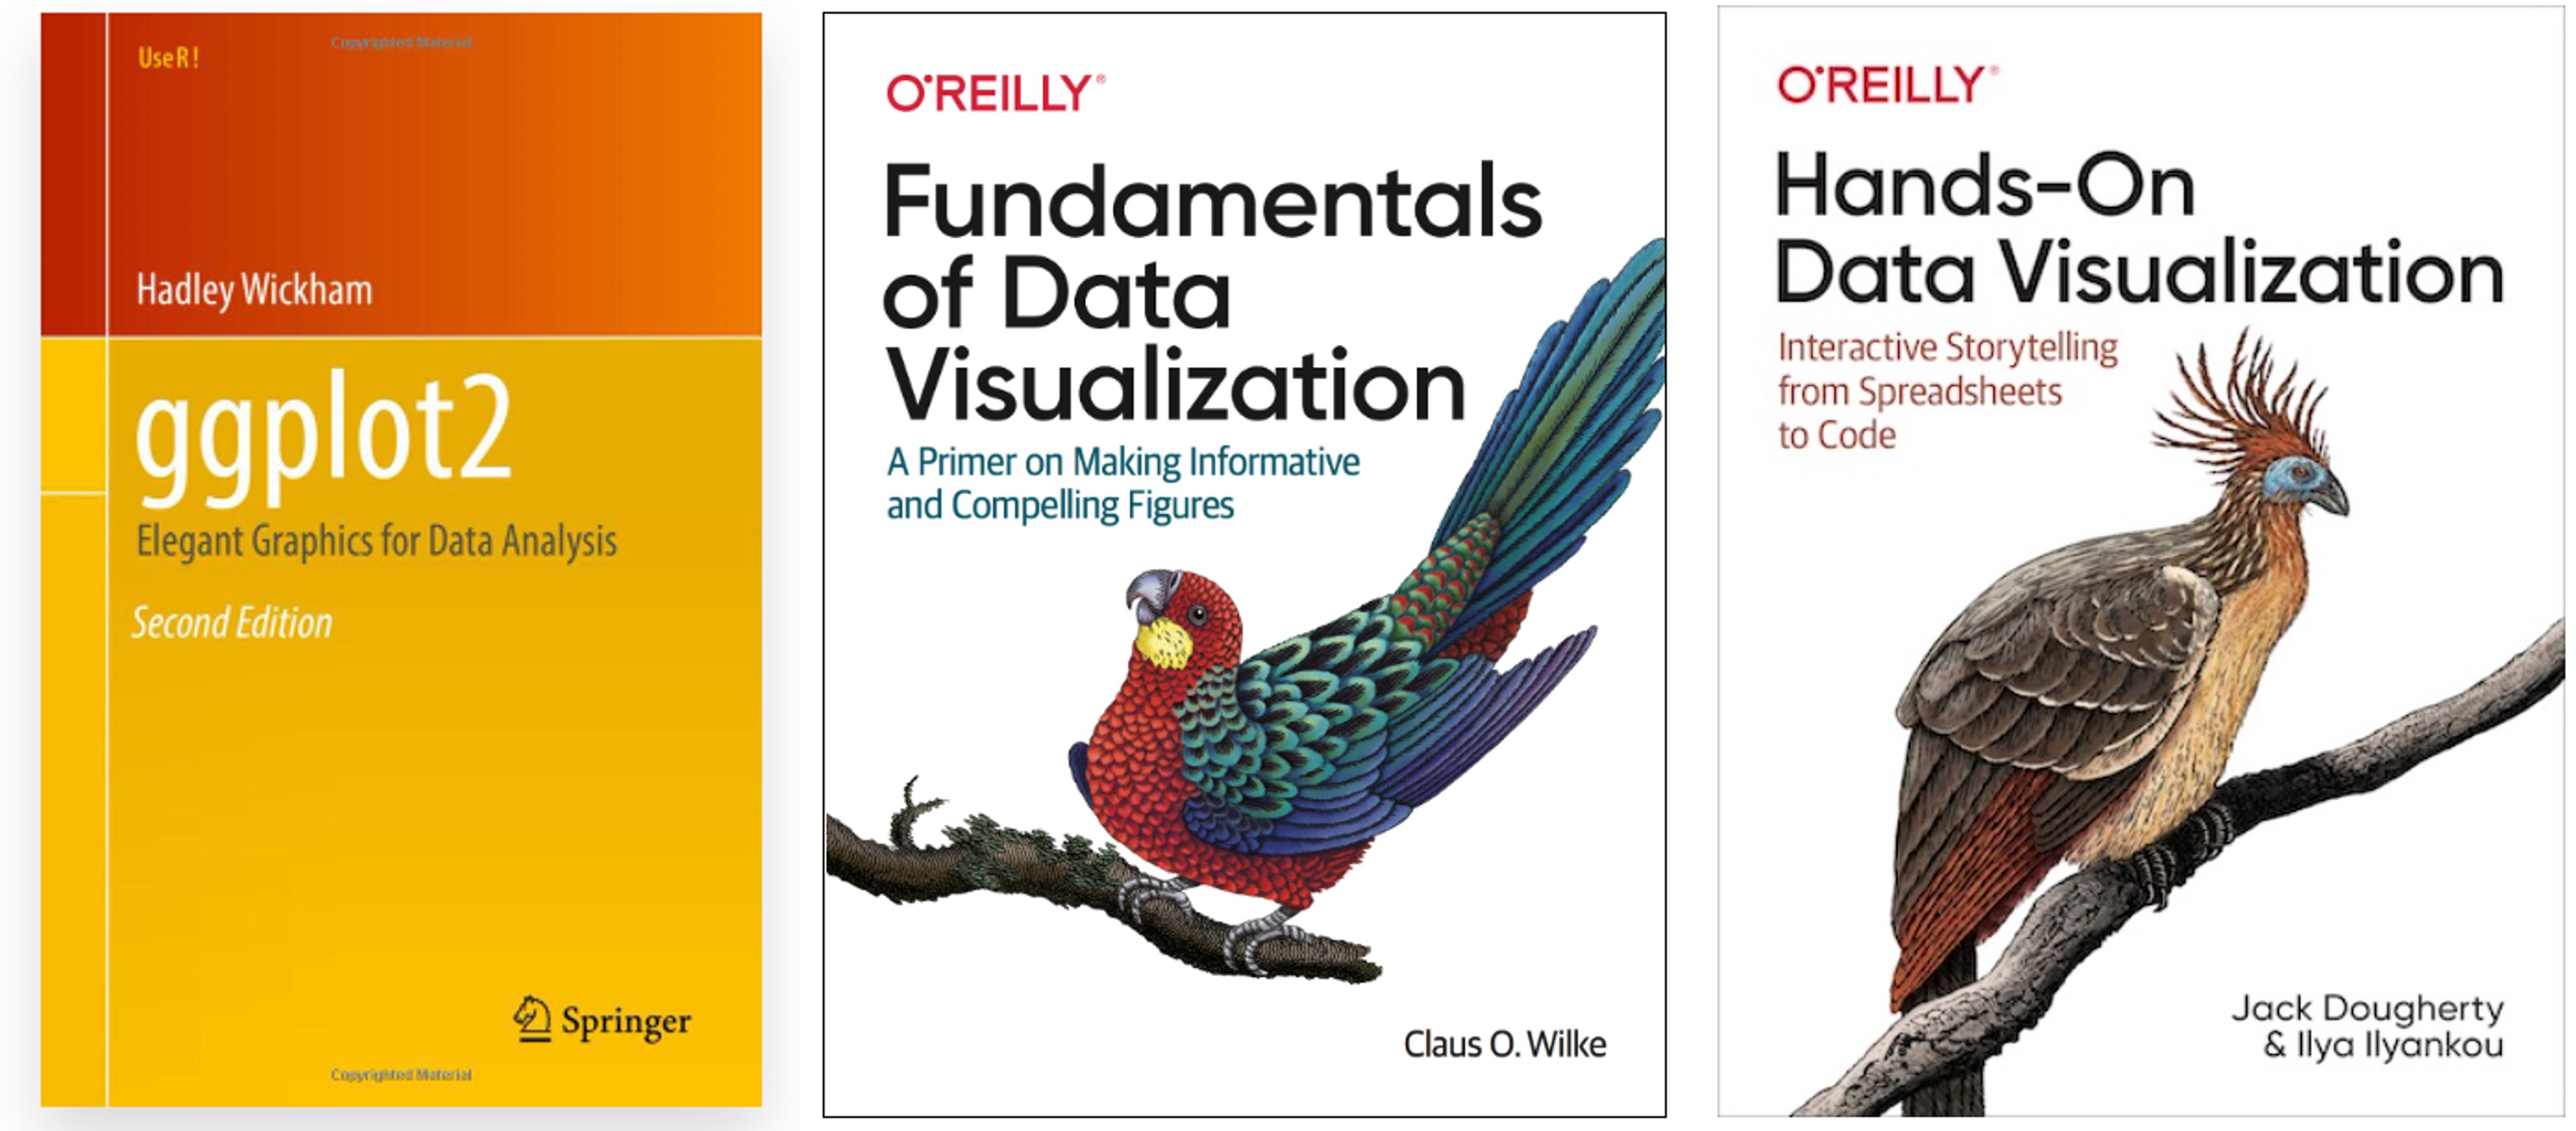 Copyrighted Material
Use R!
Hadley Wickham
ggplot2
Elegant Graphics for Data Analysis
Second Edition
Springer
Copyrighted Material
O'REILLY®
Fundamentals
of Data
Visualization
A Primer on Making Informative
and Compelling Figures
Claus O. Wilke
O'REILLY®
Hands-On
Data Visualization
Interactive Storytelling
from Spreadsheets
to Code
Jack Dougherty
& Ilya Ilyankou